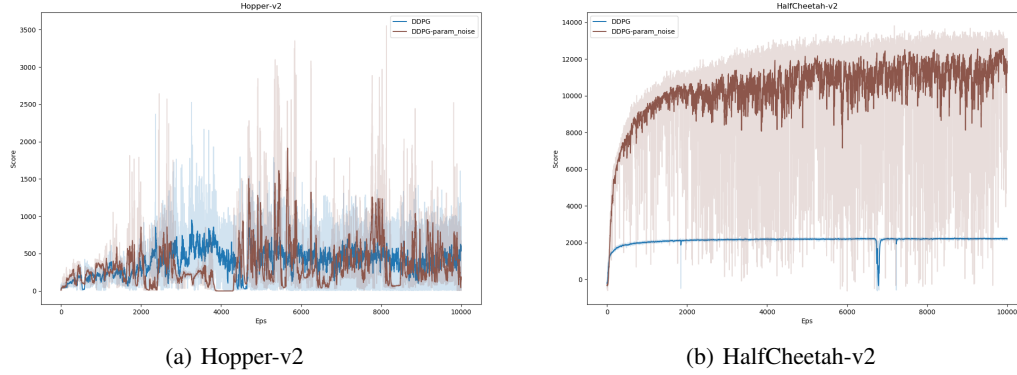 Hopper-v2
DDPG
DDPG-param_noise
3500
3000
2500
2000
1500
1000
500
0
Score
0 2000 4000 6000 8000 10000
Eps
(a) Hopper-v2
HalfCheetah-v2
DDPG
DDPG-param_noise
14000
12000
10000
8000
6000
4000
2000
0
Score
0 2000 4000 6000 8000 10000
Eps
(b) HalfCheetah-v2